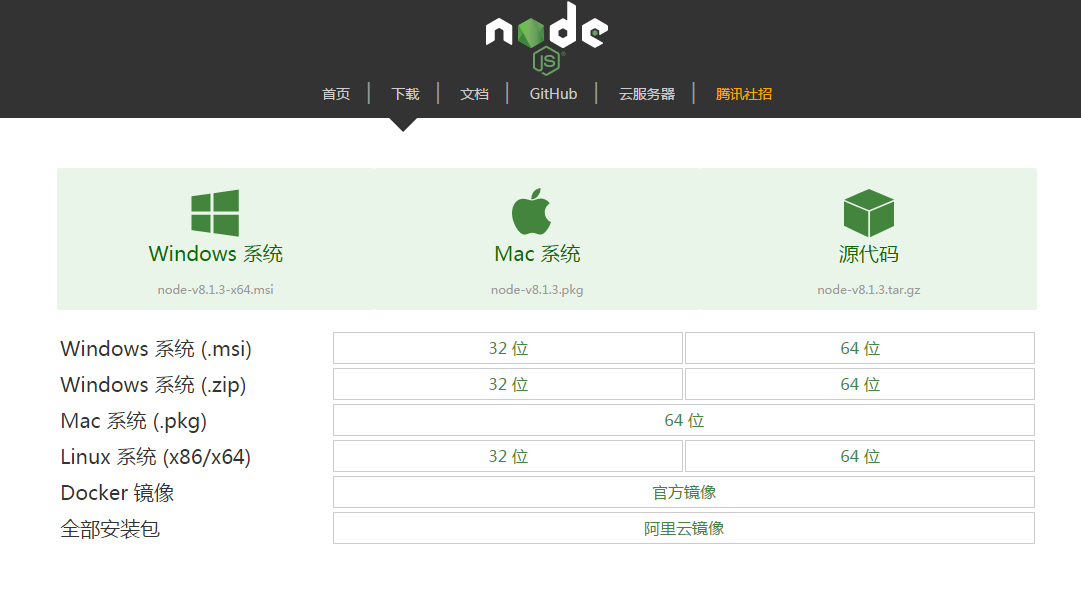 node
JS
首页 下载 文档 GitHub 云服务器 腾讯社招
Windows 系统 Mac 系统 源代码
node-v8.1.3-x64.msi node-v8.1.3.pkg node-v8.1.3.tar.gz
Windows 系统 (.msi) 32 位 64 位
Windows 系统 (.zip) 32 位 64 位
Mac 系统 (.pkg) 64 位
Linux 系统 (x86/x64) 32 位 64 位
Docker 镜像 官方镜像
全部安装包 阿里云镜像